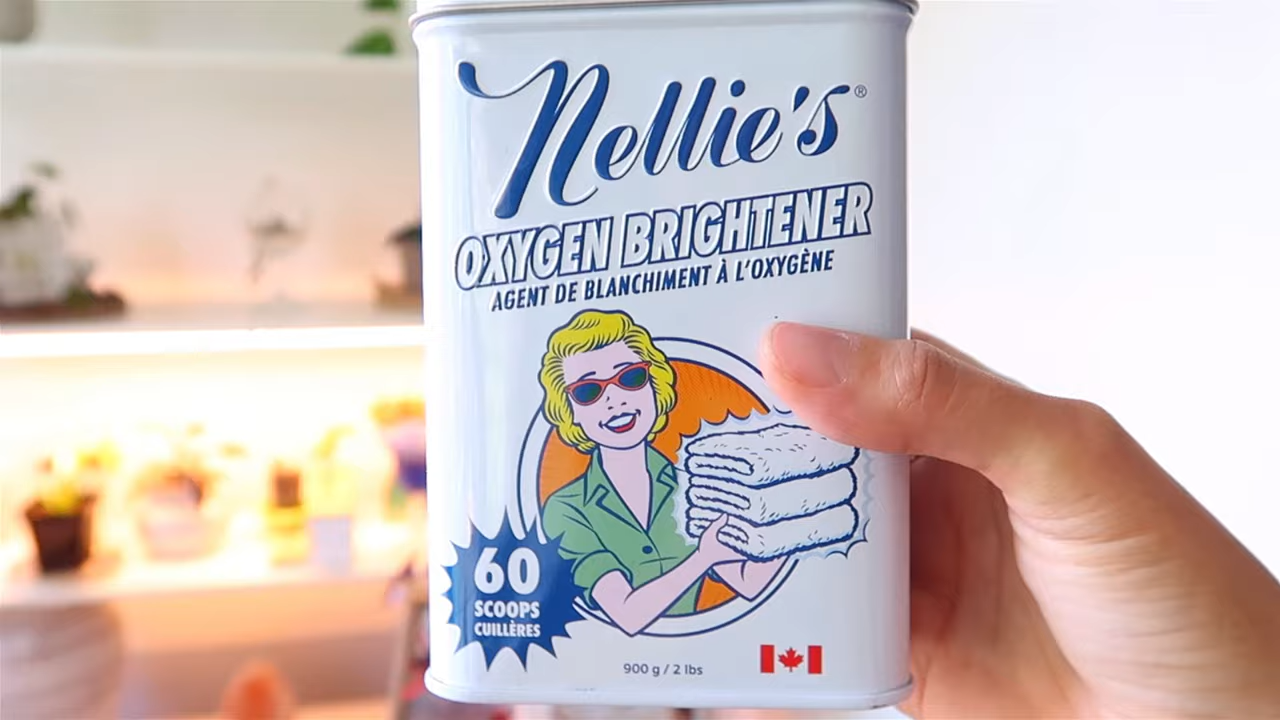 Nellie's®
OXYGEN BRIGHTENER
AGENT DE BLANCHIMENT À L'OXYGÈNE
60
SCOOPS
CUILLÈRES
900 g / 2 lbs